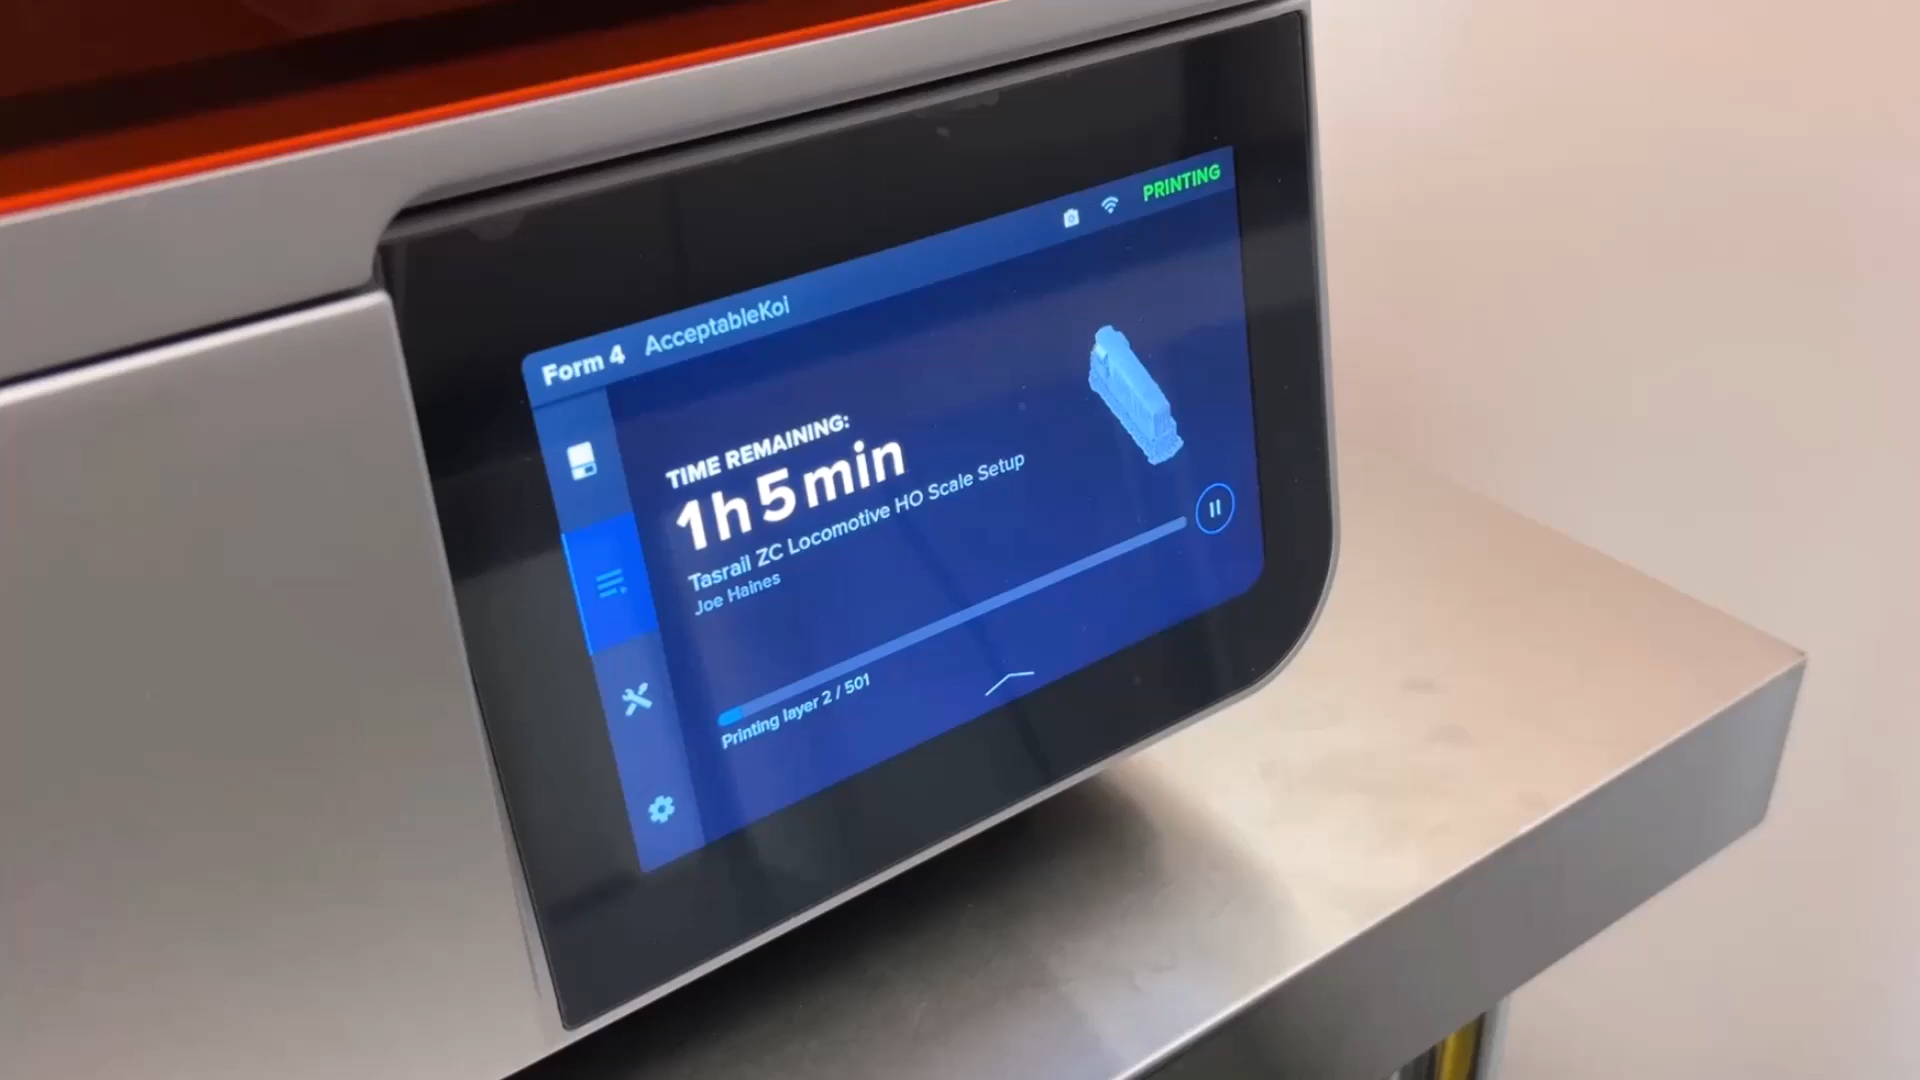 Form 4 AcceptableKoi
PRINTING
TIME REMAINING:
1h 5 min
Tasrail ZC Locomotive HO Scale Setup
Joe Haines
Printing layer 2 / 501